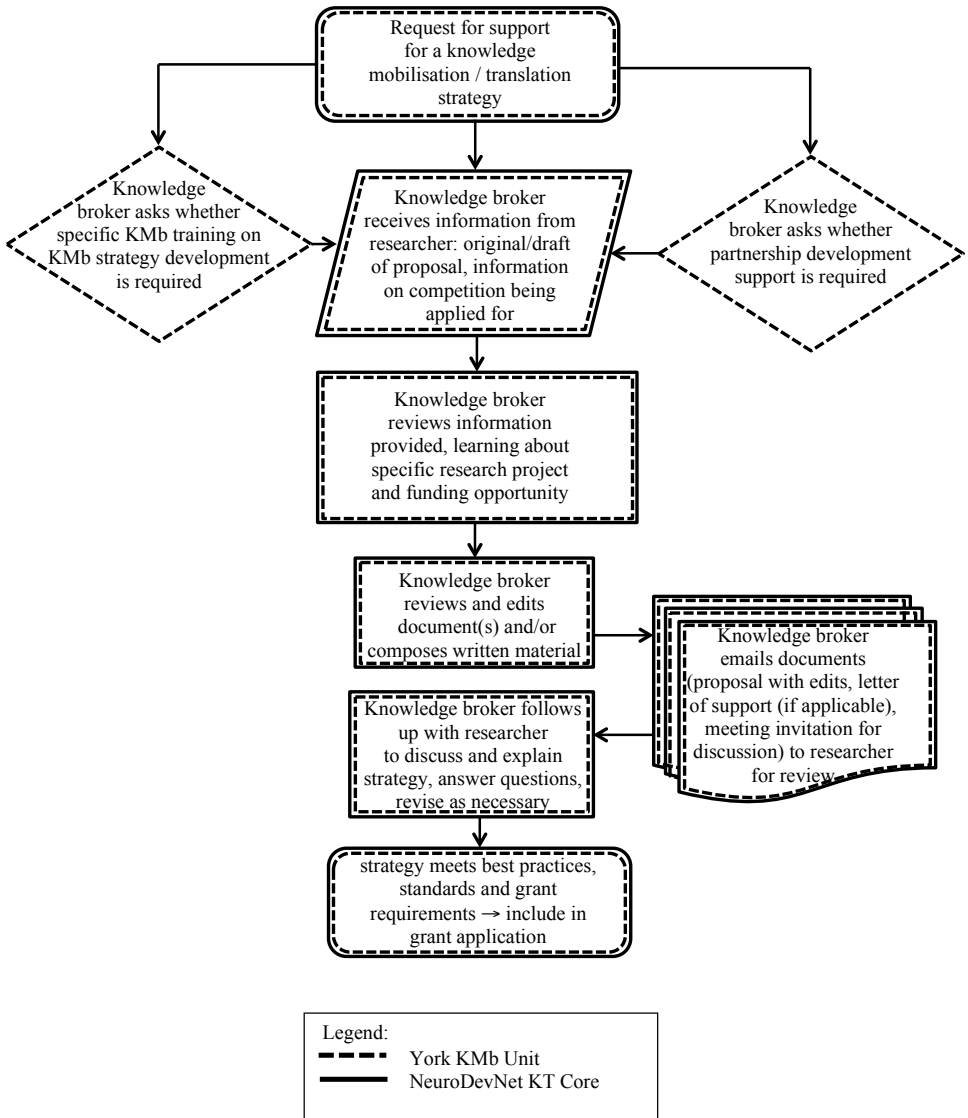 Request for support
for a knowledge
mobilisation / translation
strategy
Knowledge
broker asks whether
specific KMb training on
KMb strategy development
is required
Knowledge broker
receives information from
researcher: original/draft
of proposal, information
on competition being
applied for
Knowledge
broker asks whether
partnership development
support is required
Knowledge broker
reviews information
provided, learning about
specific research project
and funding opportunity
Knowledge broker
reviews and edits
document(s) and/or
composes written material
Knowledge broker
emails documents
(proposal with edits, letter
of support (if applicable),
meeting invitation for
discussion) to researcher
for review
Knowledge broker follows
up with researcher
to discuss and explain
strategy, answer questions,
revise as necessary
strategy meets best practices,
standards and grant
requirements → include in
grant application
Legend:
York KMb Unit
NeuroDevNet KT Core